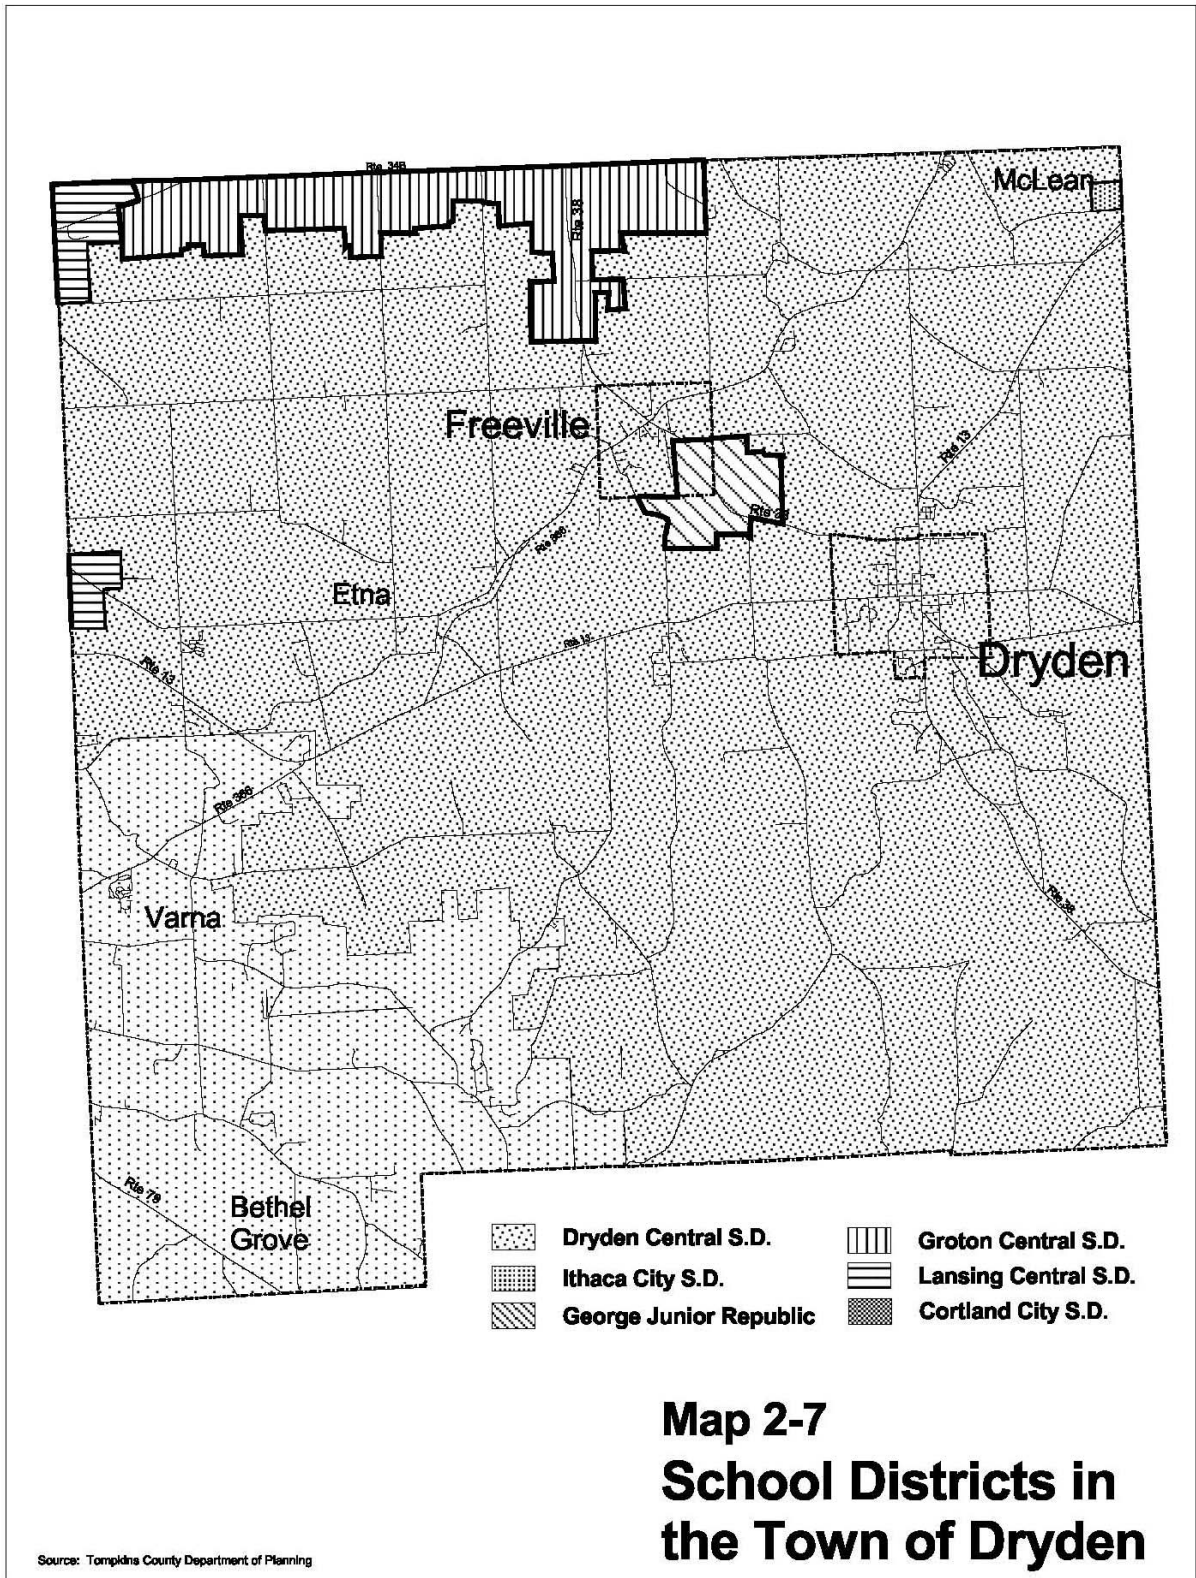 Rte 34B
McLean
Rte 38
Freeville
Rte 13
Rte 366
Etna
Rte 13
Rte 13
Dryden
Rte 366
Rte 38
Varna
Rte 79
Bethel
Grove
Dryden Central S.D.
Groton Central S.D.
Ithaca City S.D.
Lansing Central S.D.
George Junior Republic
Cortland City S.D.
Map 2-7
School Districts in
the Town of Dryden
Source: Tompkins County Department of Planning